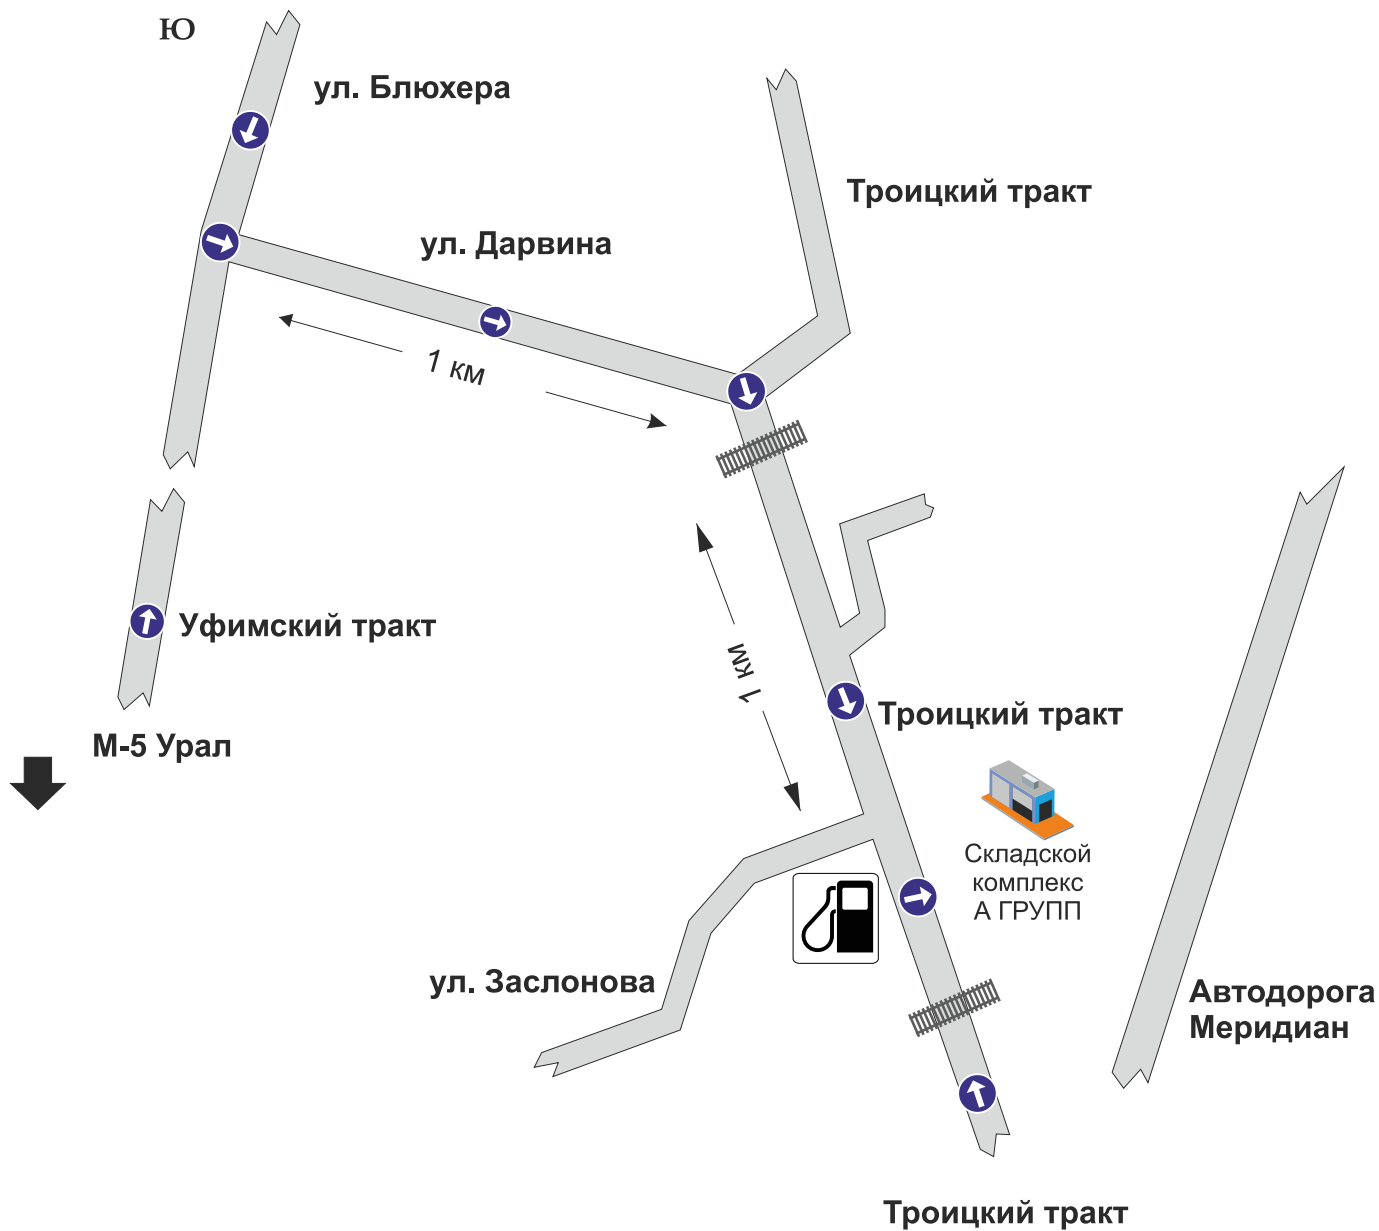 Ю
ул. Блюхера
Троицкий тракт
ул. Дарвина
1 км
Уфимский тракт
1 км
Троицкий тракт
М-5 Урал
Складской
комплекс
А ГРУПП
ул. Заслонова
Автодорога
Меридиан
Троицкий тракт